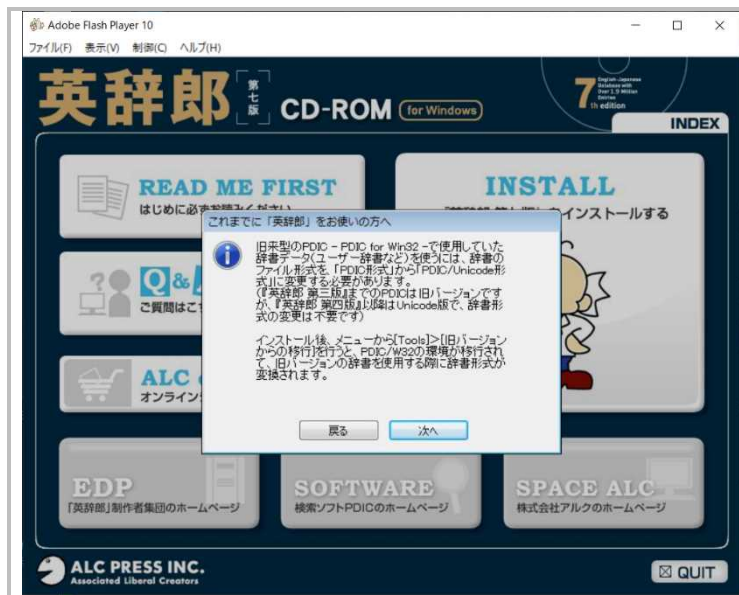 Adobe Flash Player 10
ファイル(F) 表示(V) 制御(C) ヘルプ(H)
英辞郎 第七版 CD-ROM (for Windows)
7th edition
English-Japanese
Database with
Over 1.9 Million
Entries
INDEX
READ ME FIRST
はじめに必ずお読みください
INSTALL
インストールする
これまでに「英辞郎」をお使いの方へ
旧来型のPDIC - PDIC for Win32 -で使用していた
辞書データ(ユーザー辞書など)を使うには、辞書の
ファイル形式を、「PDIC形式」から「PDIC/Unicode形
式」に変更する必要があります。
(『英辞郎 第三版』までのPDICは旧バージョンです
が、『英辞郎 第四版』以降はUnicode版で、辞書形
式の変更は不要です)
インストール後、メニューから[Tools]>[旧バージョン
からの移行]を行うと、PDIC/W32の環境が移行され
て、旧バージョンの辞書を使用する際に辞書形式が
変換されます。
戻る 次へ
Q&
ご質問はこ
ALC
オンライン
EDP
「英辞郎」制作者集団のホームページ
SOFTWARE
検索ソフトPDICのホームページ
SPACE ALC
株式会社アルクのホームページ
ALC PRESS INC.
Associated Liberal Creators
QUIT